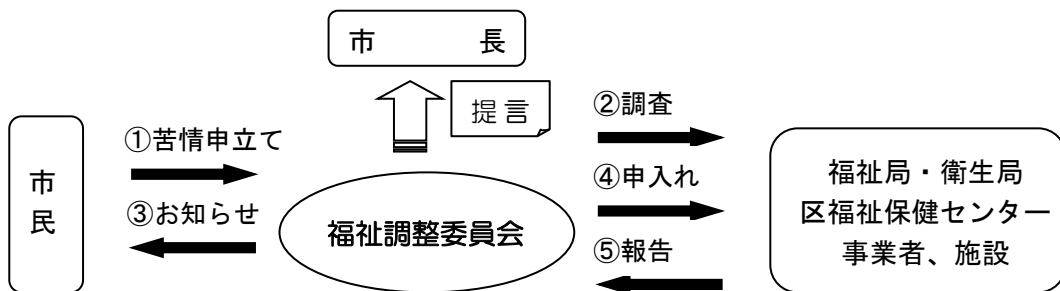 市　　　長
提言
①苦情申立て
②調査
市民
③お知らせ
福祉調整委員会
④申入れ
⑤報告
福祉局・衛生局
区福祉保健センター
事業者、施設